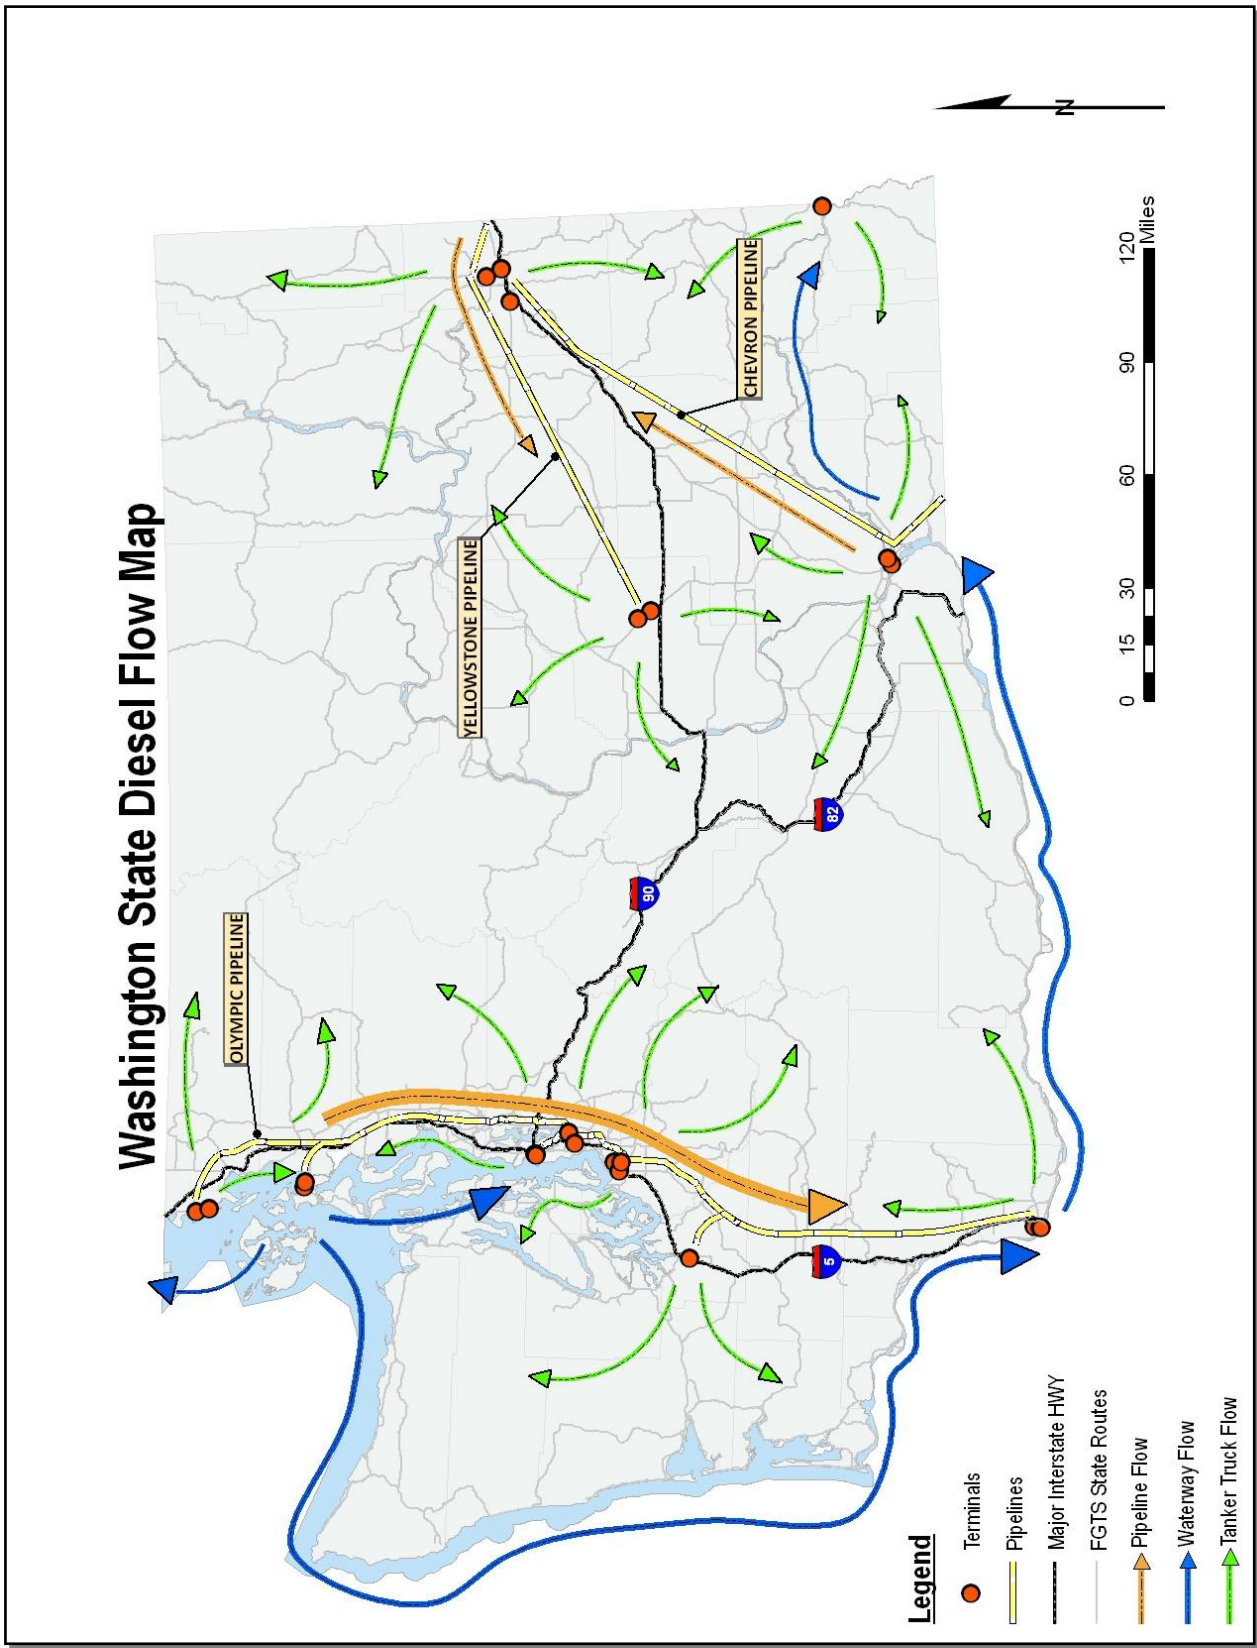 Washington State Diesel Flow Map
OLYMPIC PIPELINE
YELLOWSTONE PIPELINE
CHEVRON PIPELINE
90
82
5
N
Legend
Terminals
Pipelines
Major Interstate HWY
FGTS State Routes
Pipeline Flow
Waterway Flow
Tanker Truck Flow
0 15 30 60 90 120
Miles